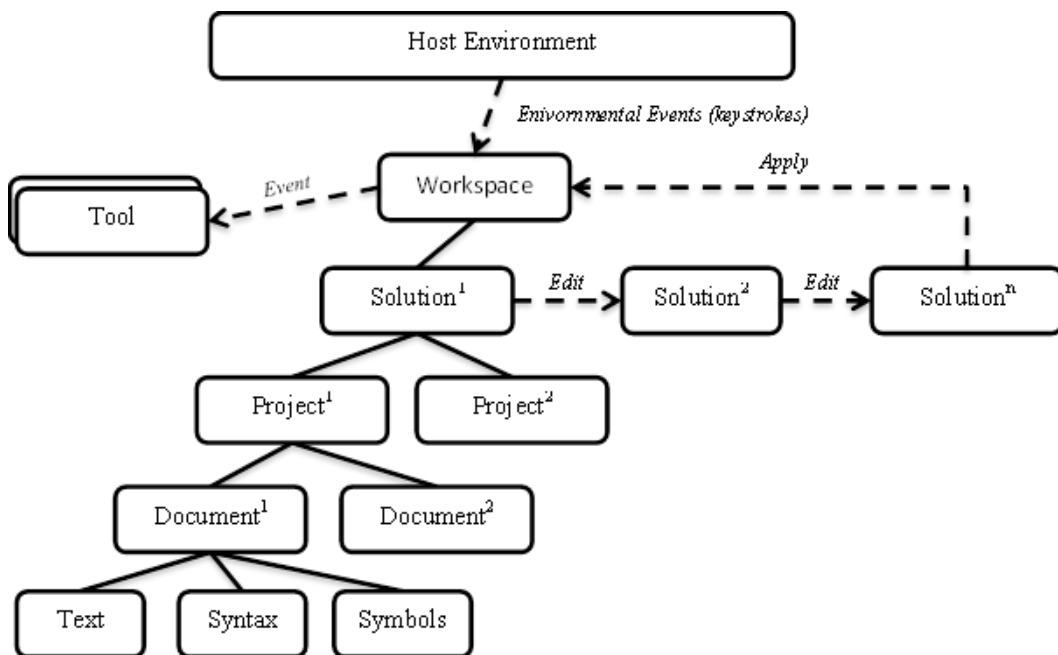 Host Environment
Enivornmental Events (keystrokes)
Workspace
Apply
Event
Tool
Solution¹
Edit
Solution²
Edit
Solutionⁿ
Project¹
Project²
Document¹
Document²
Text
Syntax
Symbols